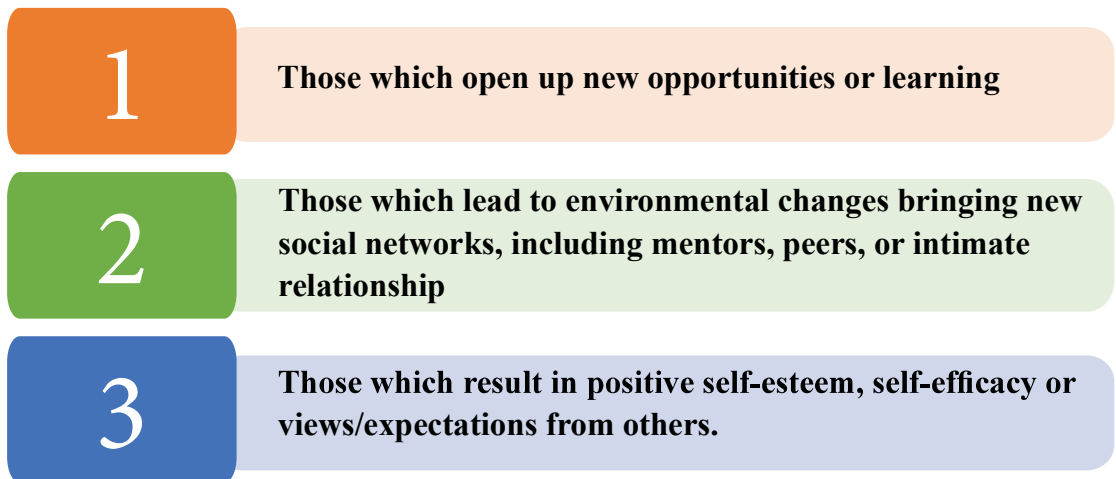 1
Those which open up new opportunities or learning
2
Those which lead to environmental changes bringing new
social networks, including mentors, peers, or intimate
relationship
3
Those which result in positive self-esteem, self-efficacy or
views/expectations from others.